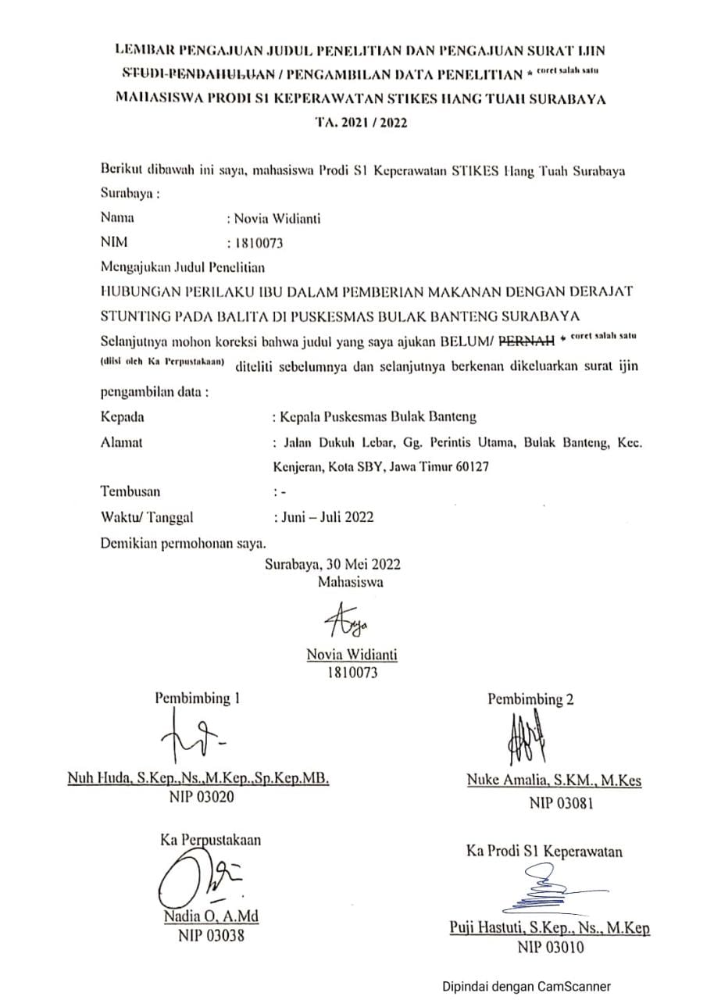 LEMBAR PENGAJUAN JUDUL PENELITIAN DAN PENGAJUAN SURAT IJIN
STUDI PENDAHULUAN / PENGAMBILAN DATA PENELITIAN * coret salah satu
MAHASISWA PRODI S1 KEPERAWATAN STIKES HANG TUAH SURABAYA
TA. 2021 / 2022
Berikut dibawah ini saya, mahasiswa Prodi S1 Keperawatan STIKES Hang Tuah Surabaya
Surabaya :
Nama : Novia Widianti
NIM : 1810073
Mengajukan Judul Penelitian
HUBUNGAN PERILAKU IBU DALAM PEMBERIAN MAKANAN DENGAN DERAJAT
STUNTING PADA BALITA DI PUSKESMAS BULAK BANTENG SURABAYA
Selanjutnya mohon koreksi bahwa judul yang saya ajukan BELUM/ PERNAH * coret salah satu
(diisi oleh Ka Perpustakaan) diteliti sebelumnya dan selanjutnya berkenan dikeluarkan surat ijin
pengambilan data :
Kepada : Kepala Puskesmas Bulak Banteng
Alamat : Jalan Dukuh Lebar, Gg. Perintis Utama, Bulak Banteng, Kec.
Kenjeran, Kota SBY, Jawa Timur 60127
Tembusan : -
Waktu/ Tanggal : Juni – Juli 2022
Demikian permohonan saya.
Surabaya, 30 Mei 2022
Mahasiswa
Novia Widianti
1810073
Pembimbing 1
Nuh Huda, S.Kep.,Ns.,M.Kep.,Sp.Kep.MB.
NIP 03020
Pembimbing 2
Nuke Amalia, S.KM., M.Kes
NIP 03081
Ka Perpustakaan
Nadia O, A.Md
NIP 03038
Ka Prodi S1 Keperawatan
Puji Hastuti, S.Kep., Ns., M.Kep
NIP 03010
Dipindai dengan CamScanner